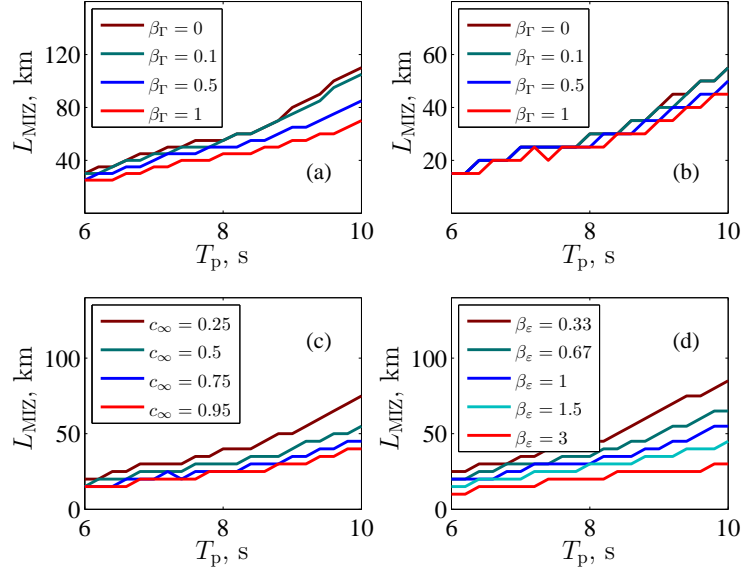 120
80
40
L_MIZ, km
β_Γ = 0
β_Γ = 0.1
β_Γ = 0.5
β_Γ = 1
(a)
6 8 10
T_p, s
60
40
20
L_MIZ, km
β_Γ = 0
β_Γ = 0.1
β_Γ = 0.5
β_Γ = 1
(b)
6 8 10
T_p, s
100
50
0
L_MIZ, km
c_∞ = 0.25
c_∞ = 0.5
c_∞ = 0.75
c_∞ = 0.95
(c)
6 8 10
T_p, s
100
50
0
L_MIZ, km
β_ε = 0.33
β_ε = 0.67
β_ε = 1
β_ε = 1.5
β_ε = 3
(d)
6 8 10
T_p, s